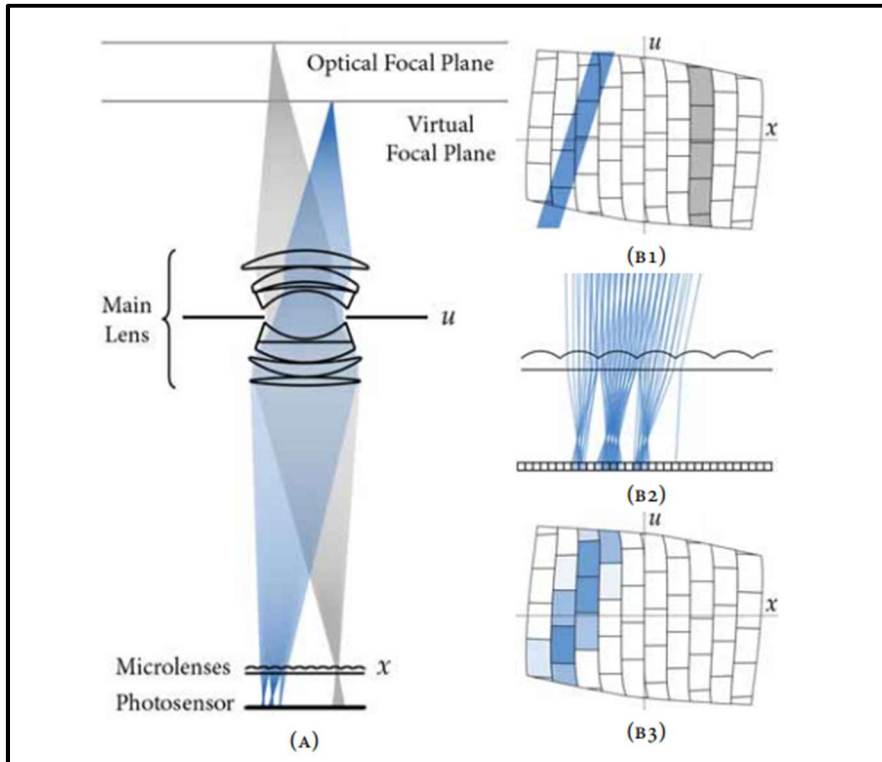 Optical Focal Plane
Virtual
Focal Plane
Main
Lens
u
Microlenses
x
Photosensor
(A)
u
x
(B1)
(B2)
u
x
(B3)